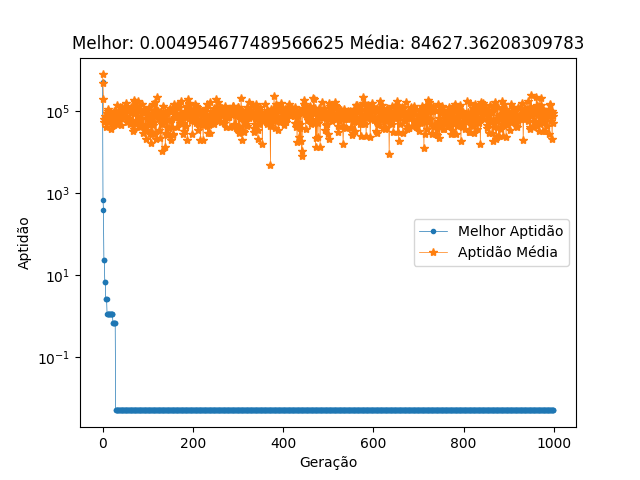 Melhor: 0.004954677489566625 Média: 84627.36208309783
Aptidão
10^5
10^3
10^1
10^-1
Melhor Aptidão
Aptidão Média
0 200 400 600 800 1000
Geração